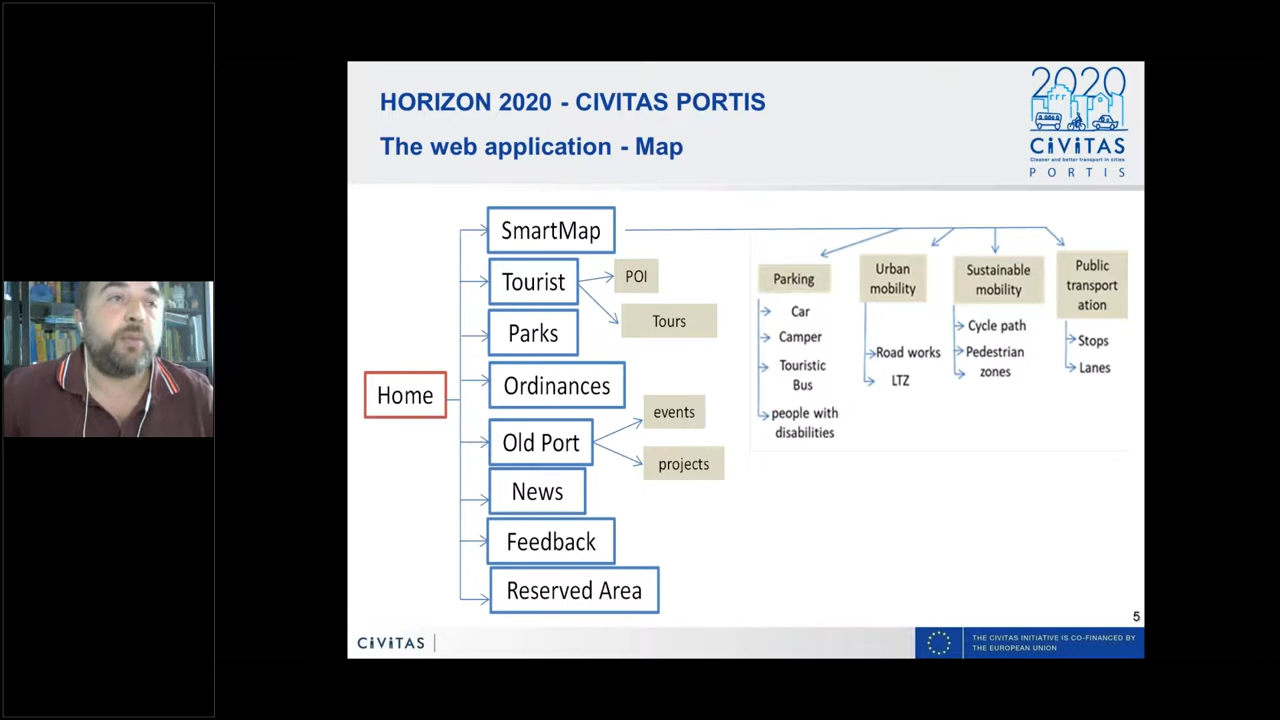 HORIZON 2020 - CIVITAS PORTIS
The web application - Map
2020
CiViTAS
Cleaner and better transport in cities
PORTIS
Home
SmartMap
Tourist
POI
Tours
Parks
Ordinances
Old Port
events
projects
News
Feedback
Reserved Area
Parking
Car
Camper
Touristic
Bus
people with
disabilities
Urban
mobility
Road works
LTZ
Sustainable
mobility
Cycle path
Pedestrian
zones
Public
transport
ation
Stops
Lanes
5
CiViTAS
THE CIVITAS INITIATIVE IS CO-FINANCED BY
THE EUROPEAN UNION